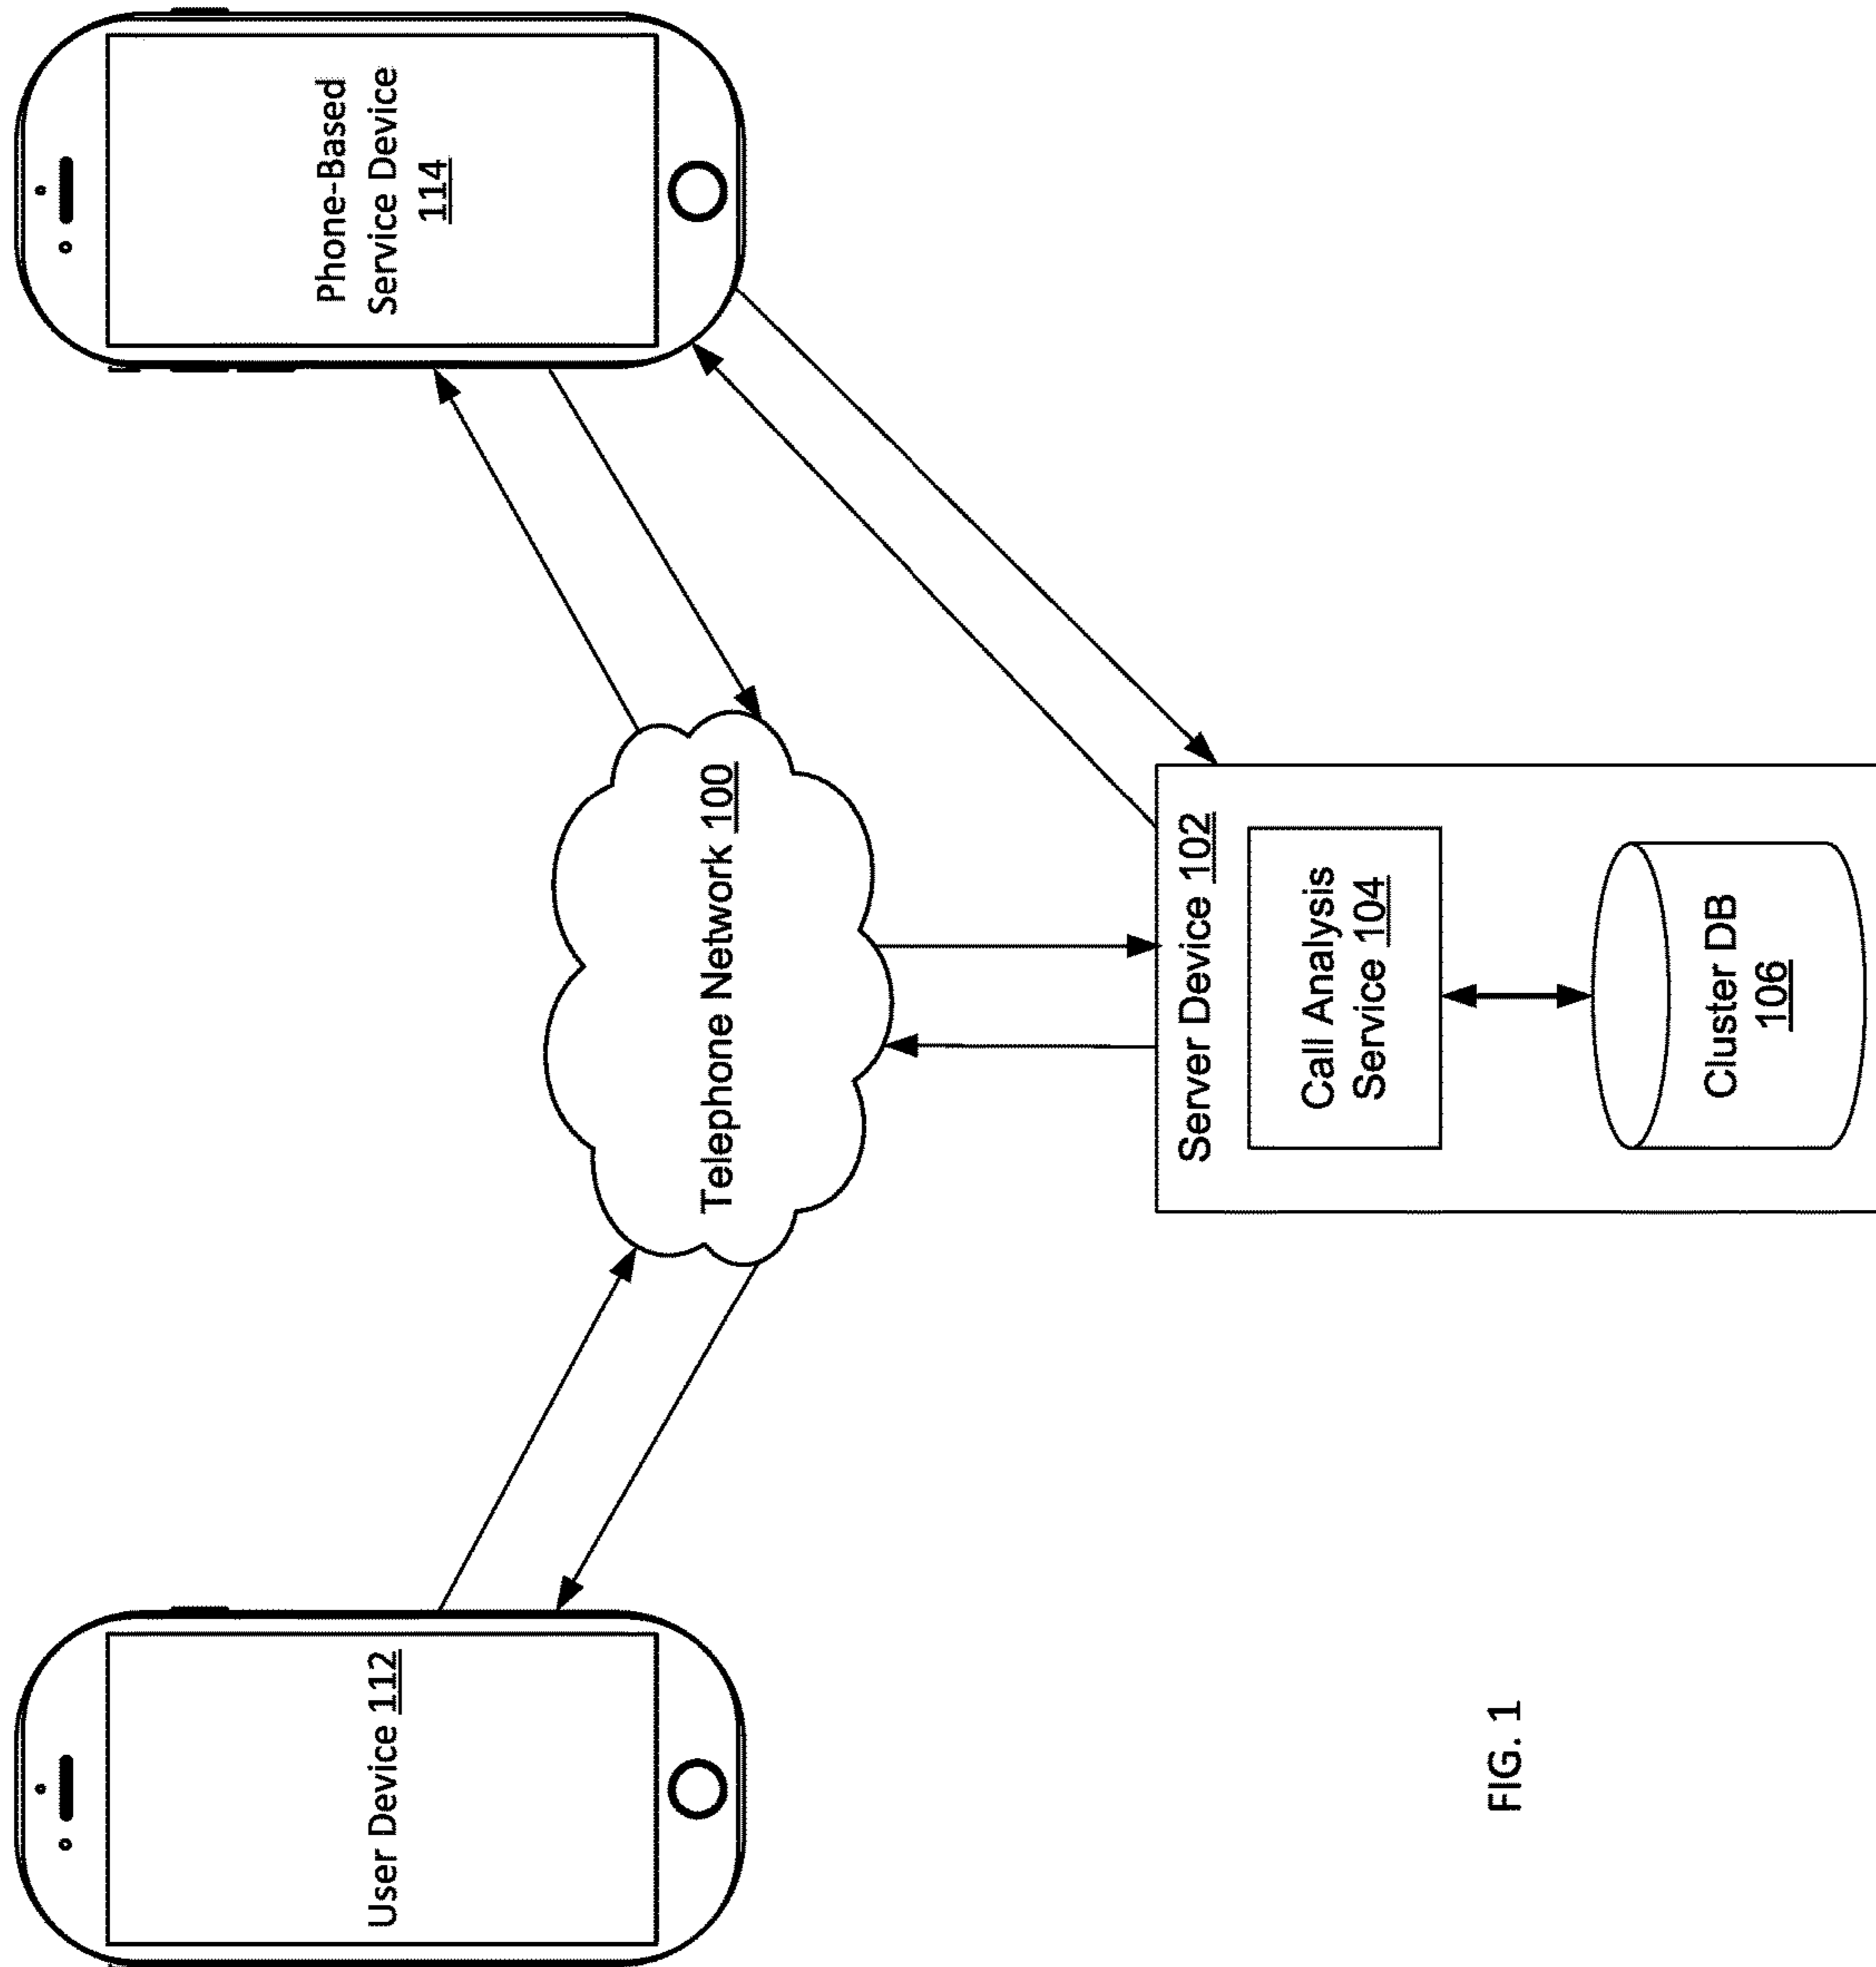 User Device 112
Phone-Based
Service Device
114
Telephone Network 100
Server Device 102
Call Analysis
Service 104
Cluster DB
106
FIG. 1